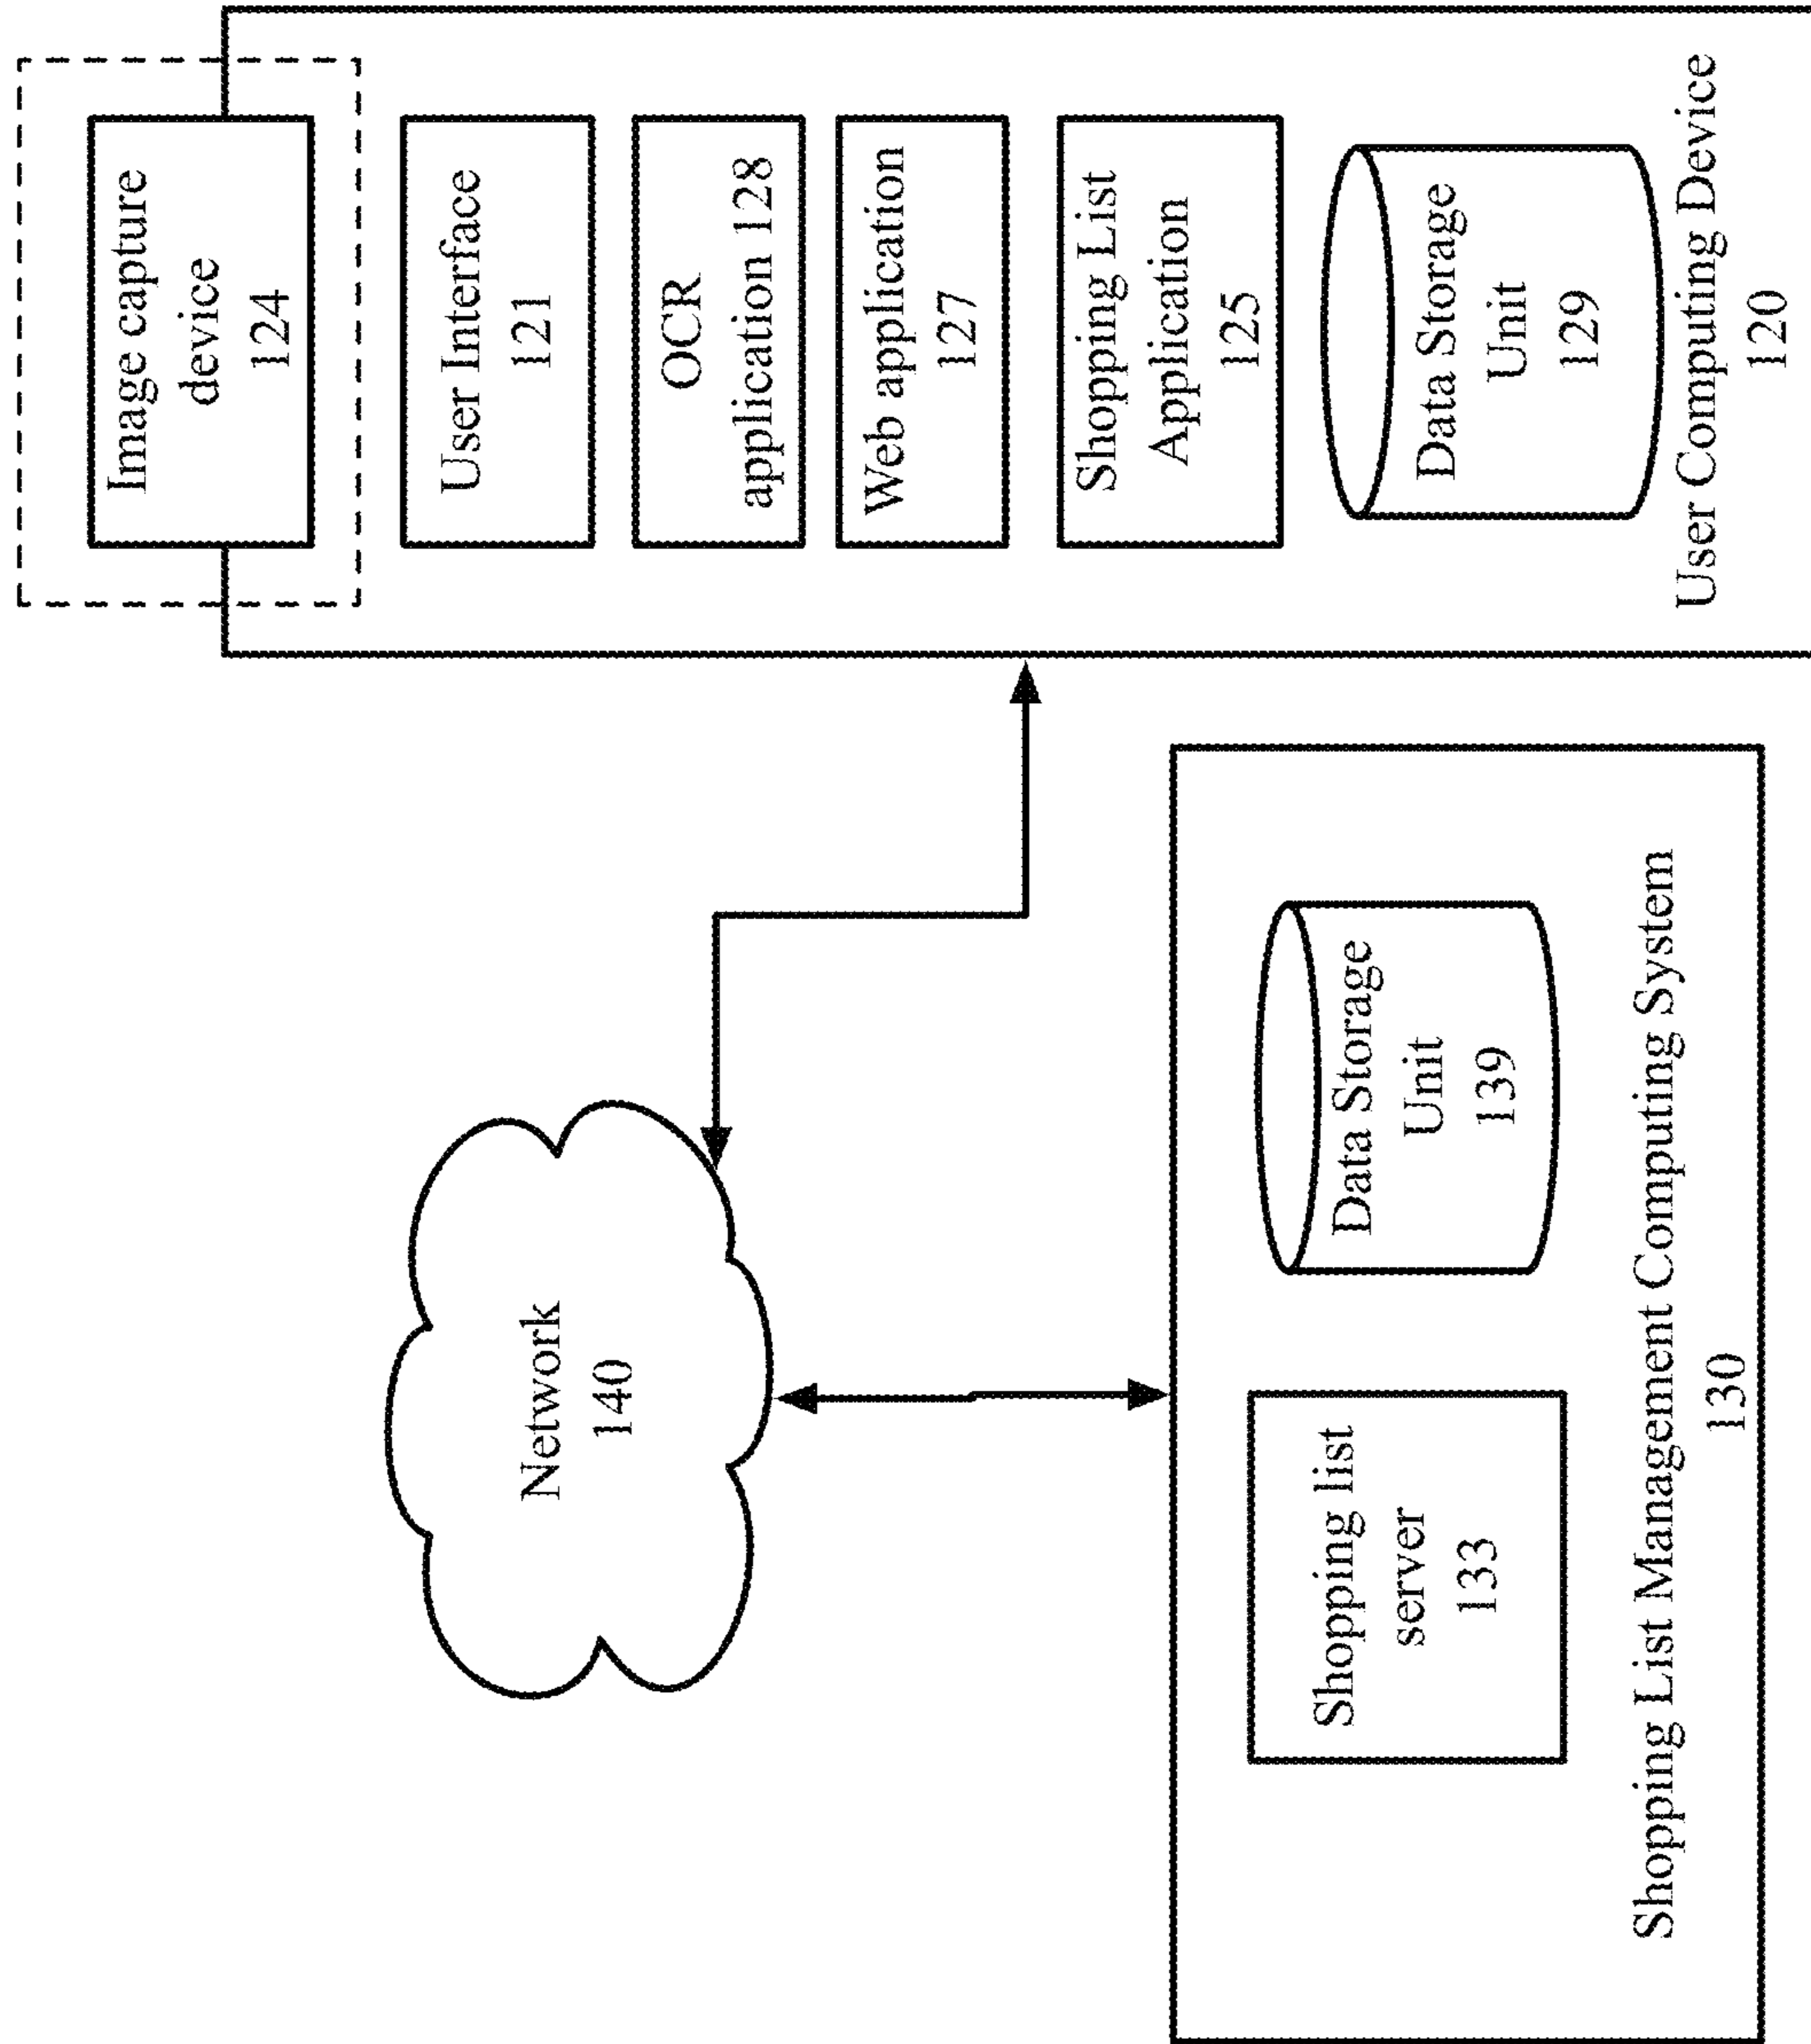 Image capture
device
124
User Interface
121
OCR
application 128
Web application
127
Shopping List
Application
125
Data Storage
Unit
129
User Computing Device
120
Network
140
Shopping list
server
133
Data Storage
Unit
139
Shopping List Management Computing System
130